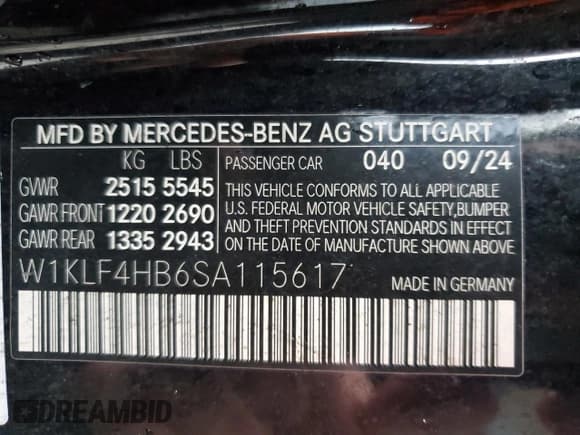 MFD BY MERCEDES-BENZ AG STUTTGART
KG LBS PASSENGER CAR 040 09/24
GVWR 2515 5545
GAWR FRONT 1220 2690
GAWR REAR 1335 2943
THIS VEHICLE CONFORMS TO ALL APPLICABLE
U.S. FEDERAL MOTOR VEHICLE SAFETY,BUMPER
AND THEFT PREVENTION STANDARDS IN EFFECT
ON THE DATE OF MANUFACTURE SHOWN ABOVE.
W1KLF4HB6SA115617 MADE IN GERMANY
DREAMBID